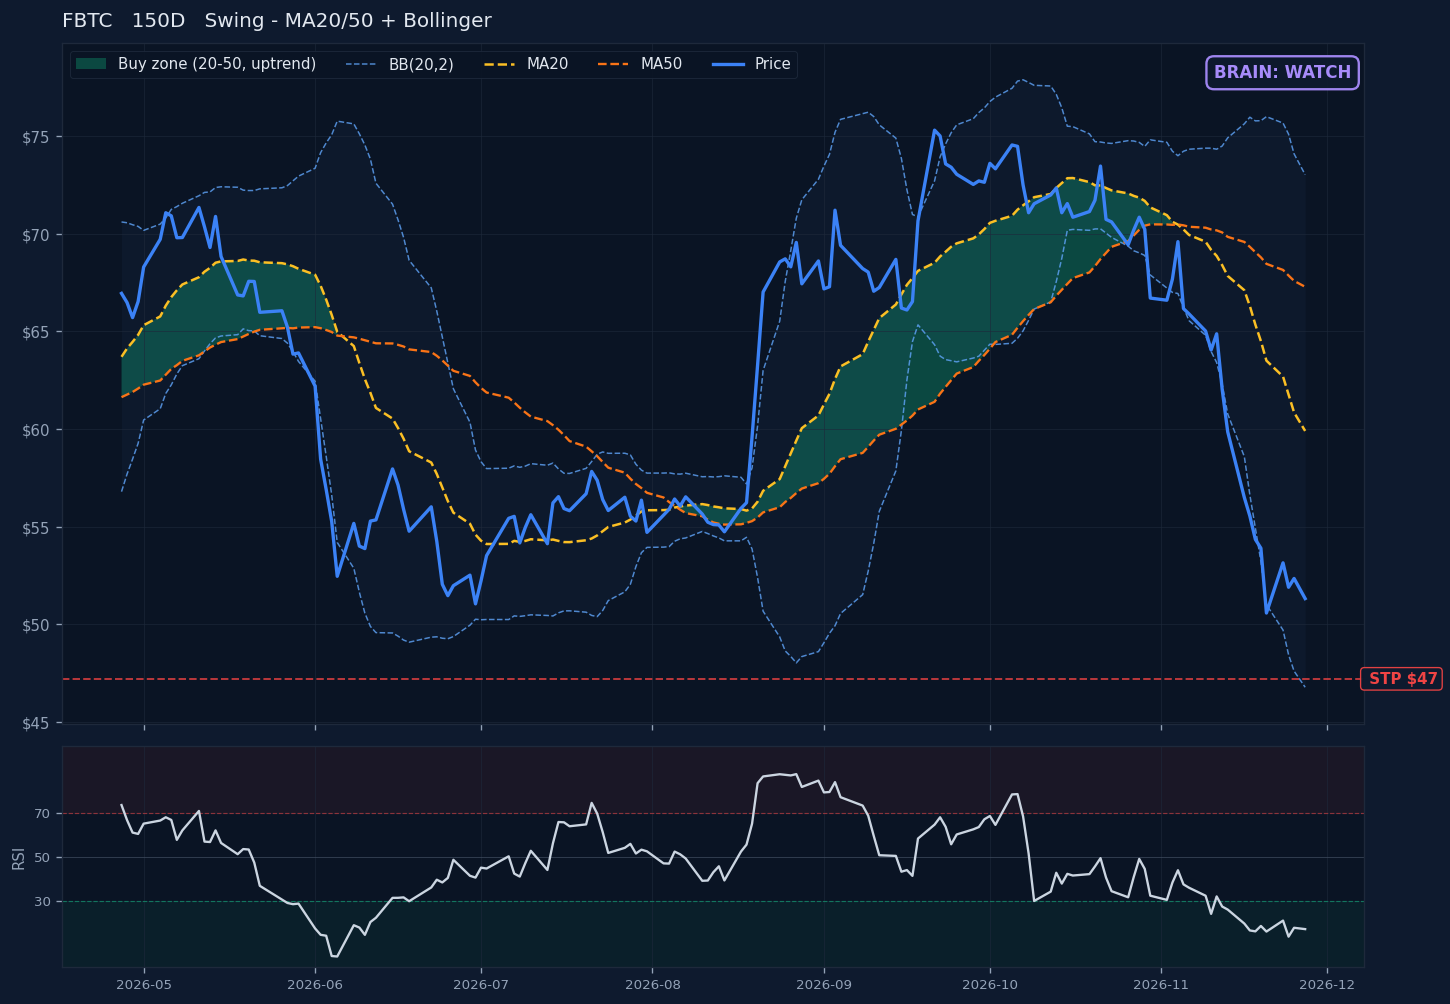 FBTC   150D   Swing - MA20/50 + Bollinger
Buy zone (20-50, uptrend)   BB(20,2)   MA20   MA50   Price
BRAIN: WATCH
$75
$70
$65
$60
$55
$50
STP $47
$45
70
50
30
RSI
2026-05   2026-06   2026-07   2026-08   2026-09   2026-10   2026-11   2026-12